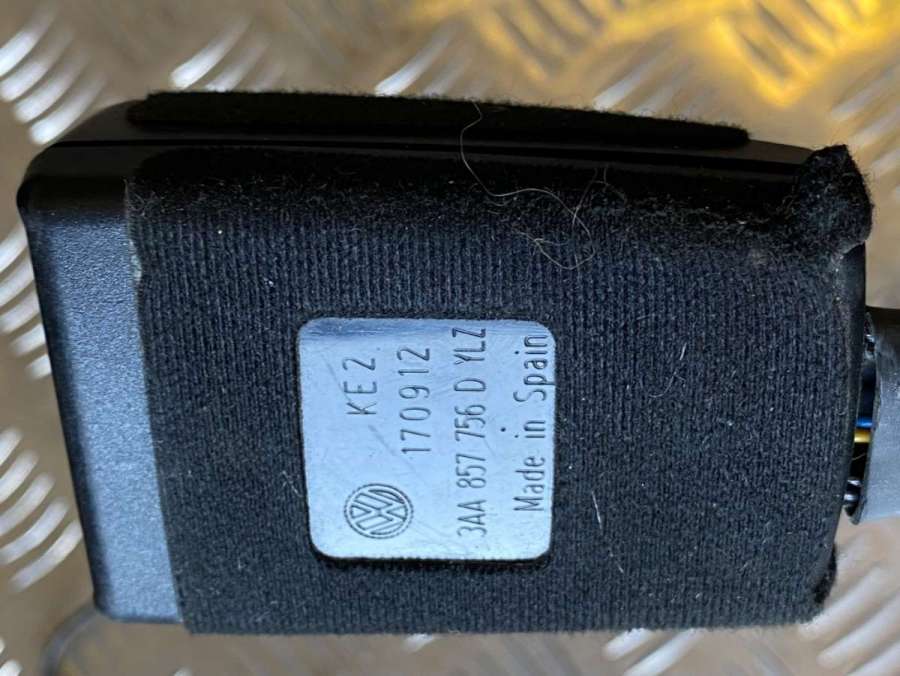 KE2
170912
3AA 857 756 D YLZ
Made in Spain